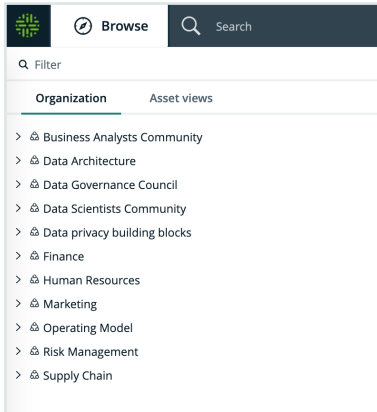 Browse
Search
Filter
Organization
Asset views
Business Analysts Community
Data Architecture
Data Governance Council
Data Scientists Community
Data privacy building blocks
Finance
Human Resources
Marketing
Operating Model
Risk Management
Supply Chain